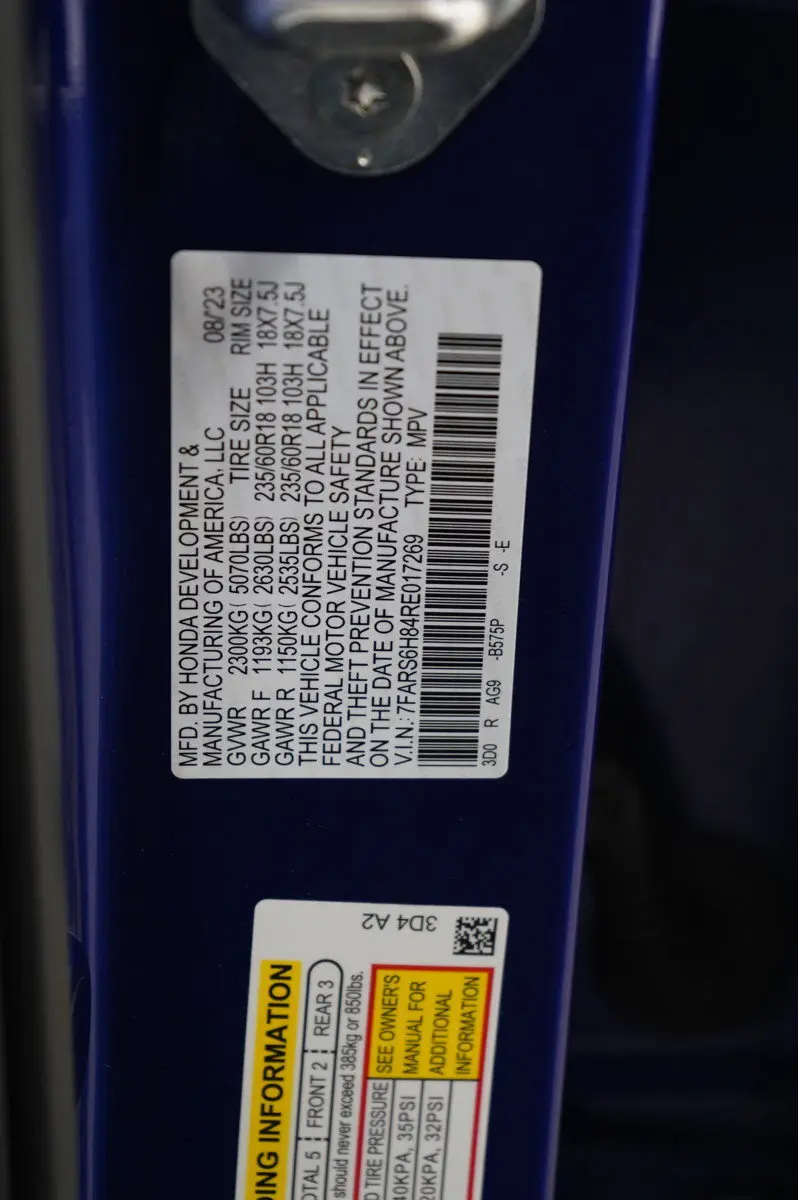 MFD. BY HONDA DEVELOPMENT &
MANUFACTURING OF AMERICA, LLC 08/'23
GVWR 2300KG( 5070LBS) TIRE SIZE RIM SIZE
GAWR F 1193KG( 2630LBS) 235/60R18 103H 18X7.5J
GAWR R 1150KG( 2535LBS) 235/60R18 103H 18X7.5J
THIS VEHICLE CONFORMS TO ALL APPLICABLE
FEDERAL MOTOR VEHICLE SAFETY
AND THEFT PREVENTION STANDARDS IN EFFECT
ON THE DATE OF MANUFACTURE SHOWN ABOVE.
V.I.N.: 7FARS6H84RE017269 TYPE: MPV
3D0 R AG9 -B575P -S -E
3D4 A2
DING INFORMATION
OTAL 5 FRONT 2 REAR 3
should never exceed 385kg or 850lbs.
D TIRE PRESSURE SEE OWNER'S
40KPA, 35PSI MANUAL FOR
20KPA, 32PSI ADDITIONAL
INFORMATION